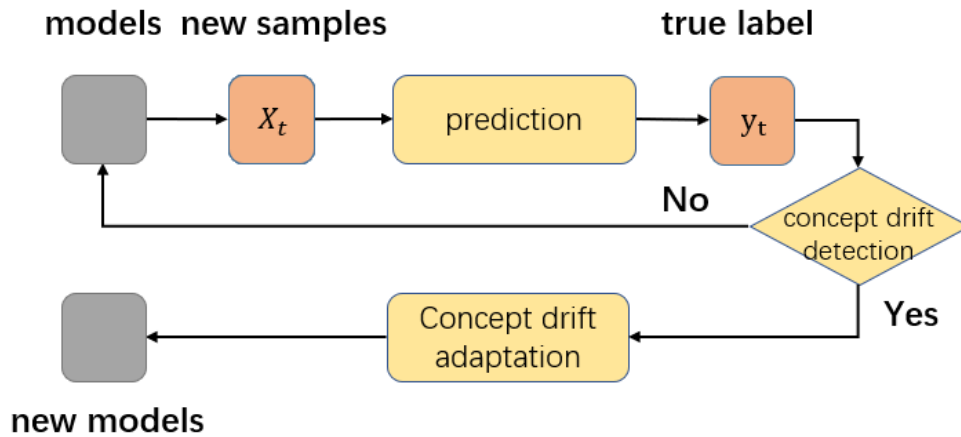 models new samples true label
X_t prediction y_t
No
concept drift
detection
Yes
Concept drift
adaptation
new models